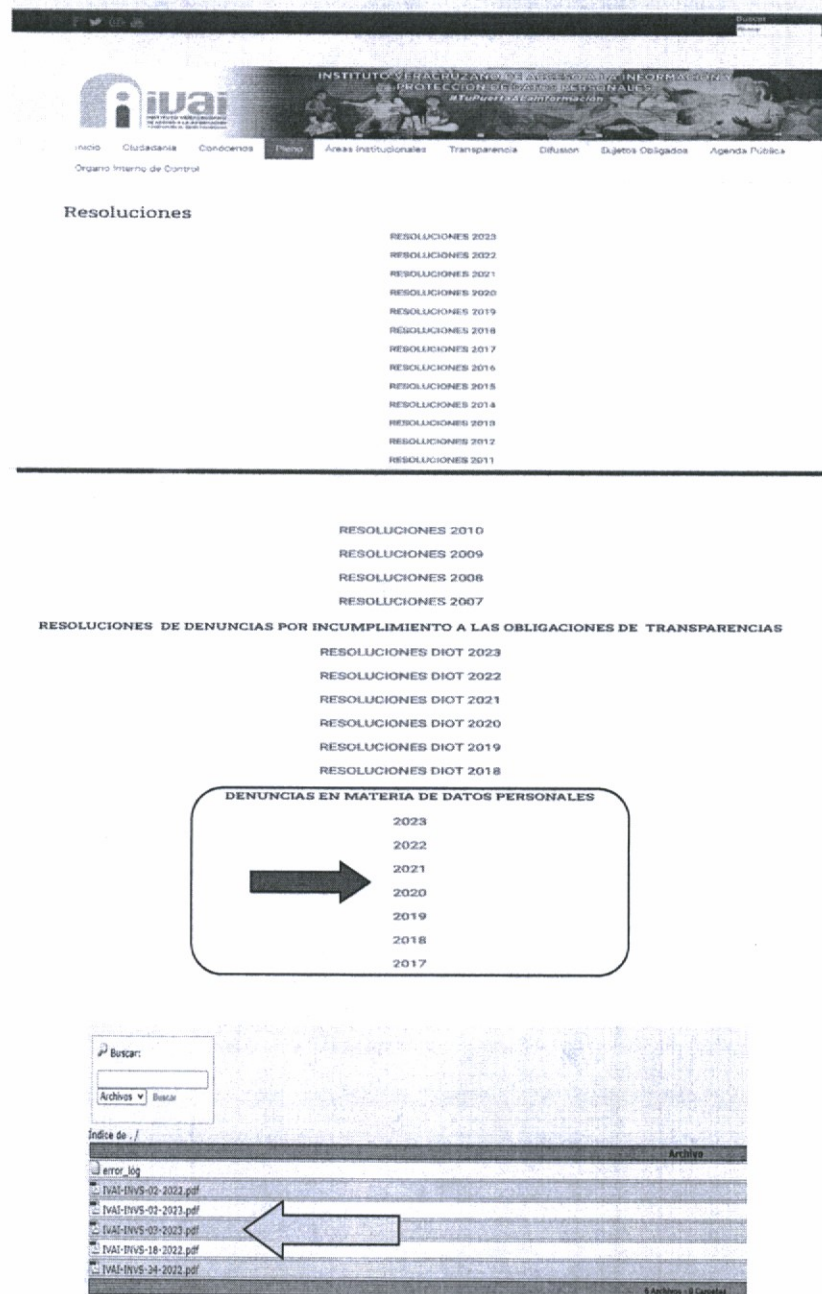 Buscar
Buscar
INSTITUTO VERACRUZANO DE ACCESO A LA INFORMACIÓN Y
PROTECCIÓN DE DATOS PERSONALES
#TuPuertaALaInformación
ivai
Inicio Ciudadanía Conócenos Pleno Áreas Institucionales Transparencia Difusión Sujetos Obligados Agenda Pública
Órgano Interno de Control
Resoluciones
RESOLUCIONES 2023
RESOLUCIONES 2022
RESOLUCIONES 2021
RESOLUCIONES 2020
RESOLUCIONES 2019
RESOLUCIONES 2018
RESOLUCIONES 2017
RESOLUCIONES 2016
RESOLUCIONES 2015
RESOLUCIONES 2014
RESOLUCIONES 2013
RESOLUCIONES 2012
RESOLUCIONES 2011
RESOLUCIONES 2010
RESOLUCIONES 2009
RESOLUCIONES 2008
RESOLUCIONES 2007
RESOLUCIONES DE DENUNCIAS POR INCUMPLIMIENTO A LAS OBLIGACIONES DE TRANSPARENCIAS
RESOLUCIONES DIOT 2023
RESOLUCIONES DIOT 2022
RESOLUCIONES DIOT 2021
RESOLUCIONES DIOT 2020
RESOLUCIONES DIOT 2019
RESOLUCIONES DIOT 2018
DENUNCIAS EN MATERIA DE DATOS PERSONALES
2023
2022
2021
2020
2019
2018
2017
Buscar:
Archivos Buscar
Índice de ./
Archivo
error_log
IVAI-INVS-02-2022.pdf
IVAI-INVS-02-2023.pdf
IVAI-INVS-03-2023.pdf
IVAI-INVS-18-2022.pdf
IVAI-INVS-34-2022.pdf
6 Archivos - 0 Carpetas